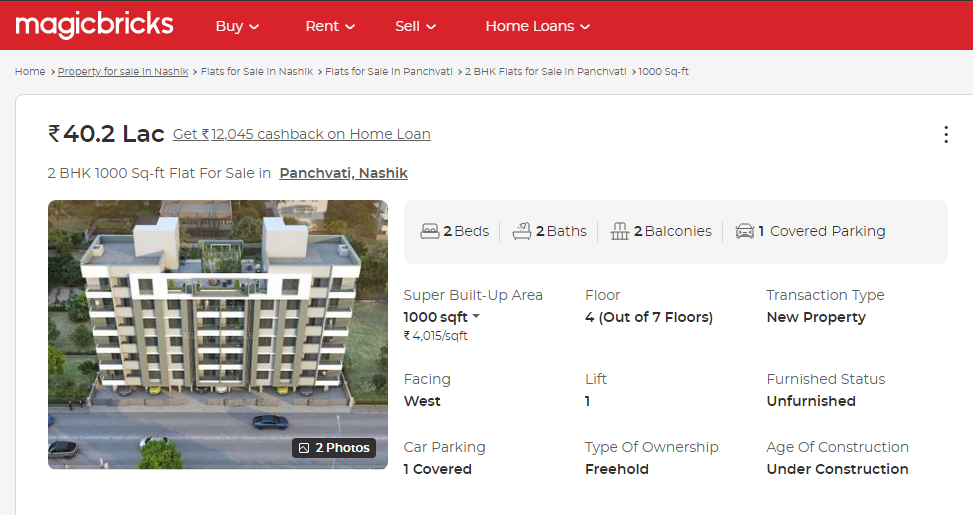 magicbricks Buy Rent Sell Home Loans
Home > Property for sale in Nashik > Flats for Sale in Nashik > Flats for Sale in Panchvati > 2 BHK Flats for Sale in Panchvati > 1000 Sq-ft
₹40.2 Lac Get ₹12,045 cashback on Home Loan
2 BHK 1000 Sq-ft Flat For Sale in Panchvati, Nashik
2 Beds 2 Baths 2 Balconies 1 Covered Parking
Super Built-Up Area Floor Transaction Type
1000 sqft 4 (Out of 7 Floors) New Property
₹4,015/sqft
Facing Lift Furnished Status
West 1 Unfurnished
2 Photos
Car Parking Type Of Ownership Age Of Construction
1 Covered Freehold Under Construction